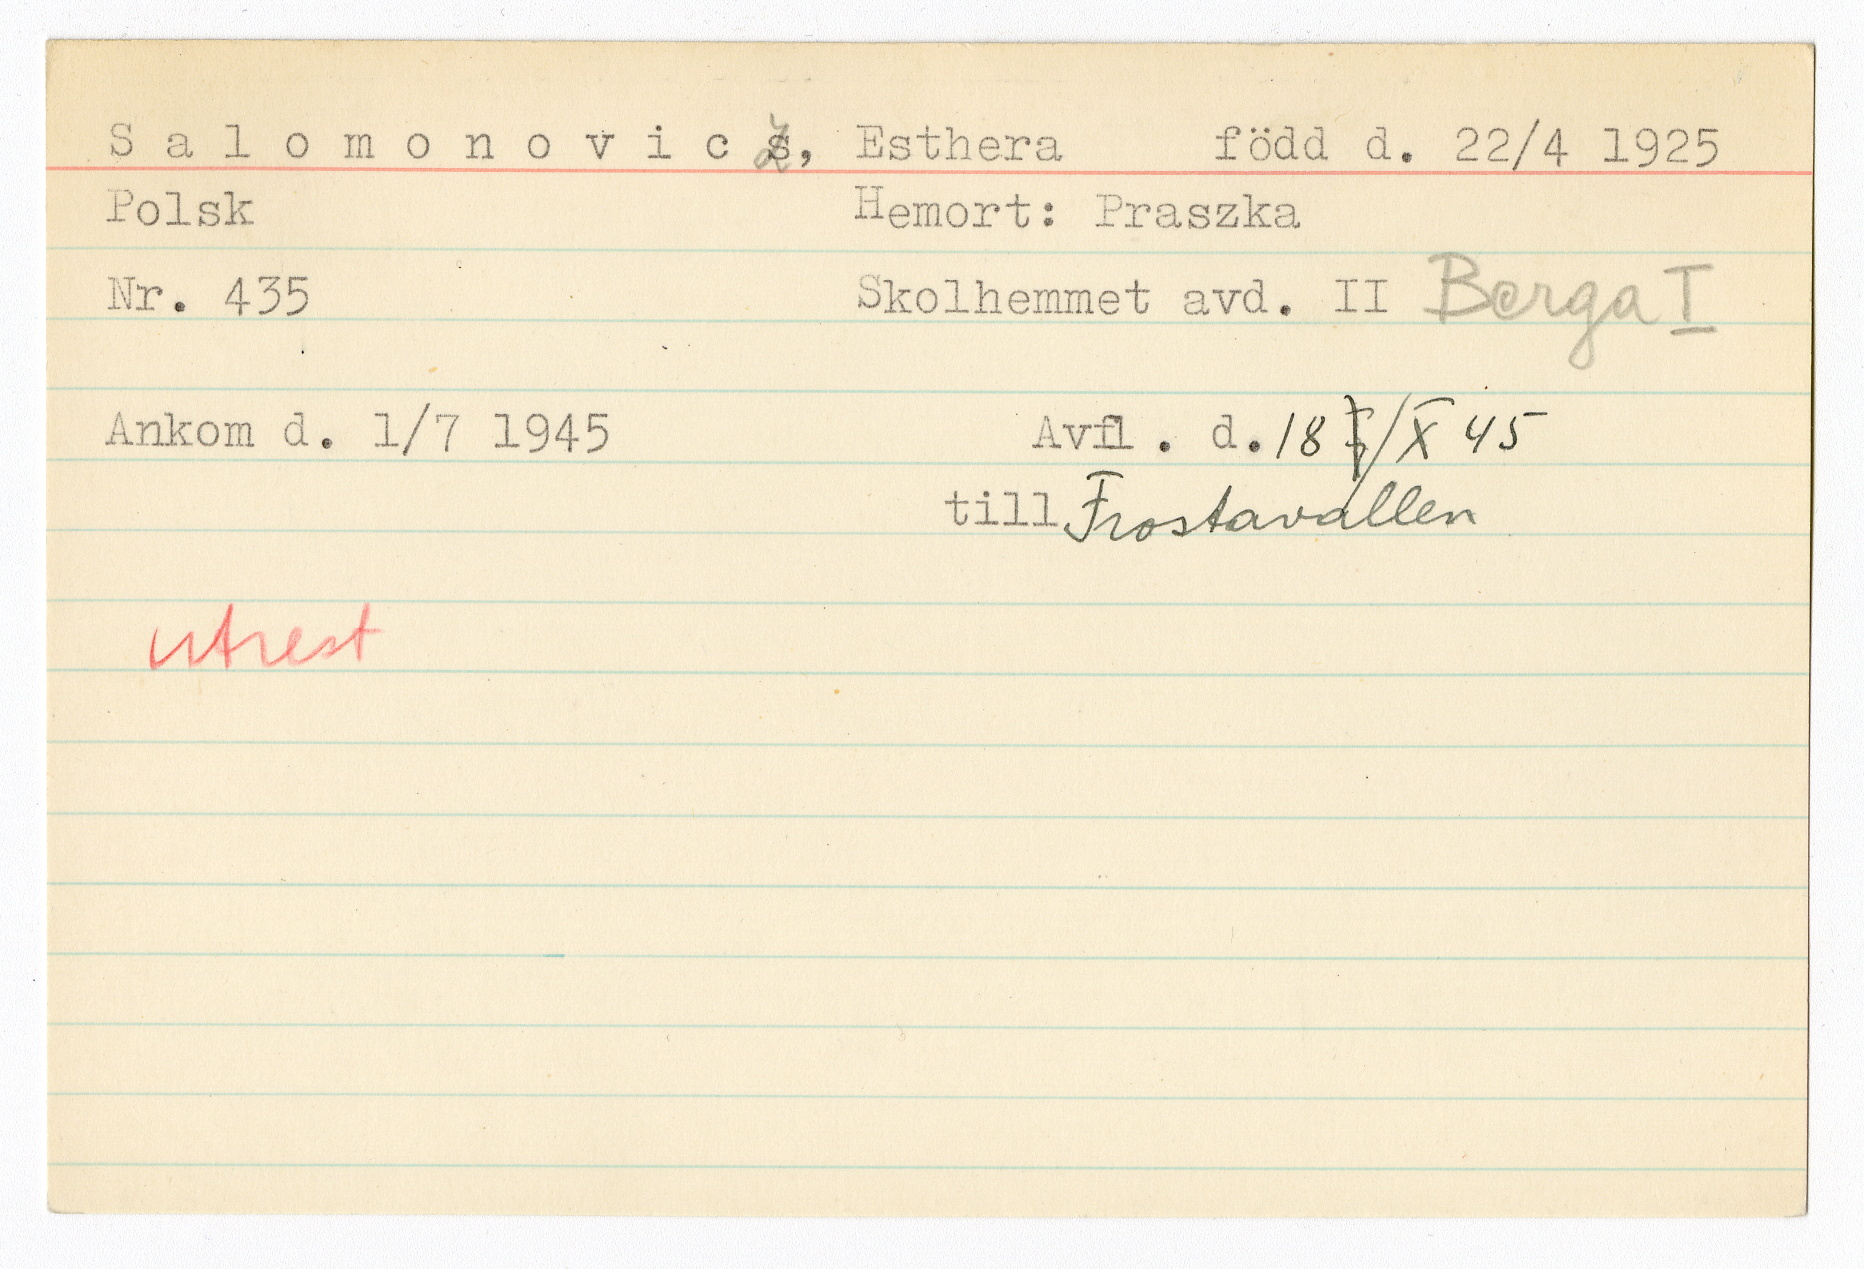 Salomonovicz, Esthera född d. 22/4 1925
Polsk Hemort: Praszka
Nr. 435 Skolhemmet avd. II Berga I
Ankom d. 1/7 1945 Avfl. d. 18/X 45
till Frostavallen
utrest